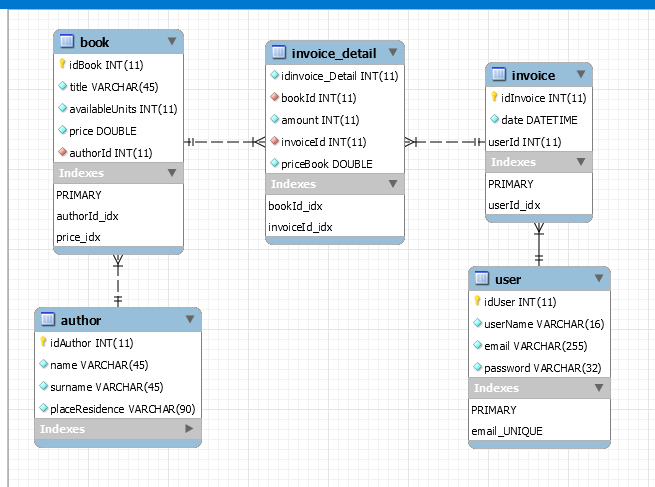 book
idBook INT(11)
title VARCHAR(45)
availableUnits INT(11)
price DOUBLE
authorId INT(11)
Indexes
PRIMARY
authorId_idx
price_idx
invoice_detail
idinvoice_Detail INT(11)
bookId INT(11)
amount INT(11)
invoiceId INT(11)
priceBook DOUBLE
Indexes
bookId_idx
invoiceId_idx
invoice
idInvoice INT(11)
date DATETIME
userId INT(11)
Indexes
PRIMARY
userId_idx
author
idAuthor INT(11)
name VARCHAR(45)
surname VARCHAR(45)
placeResidence VARCHAR(90)
Indexes
user
idUser INT(11)
userName VARCHAR(16)
email VARCHAR(255)
password VARCHAR(32)
Indexes
PRIMARY
email_UNIQUE